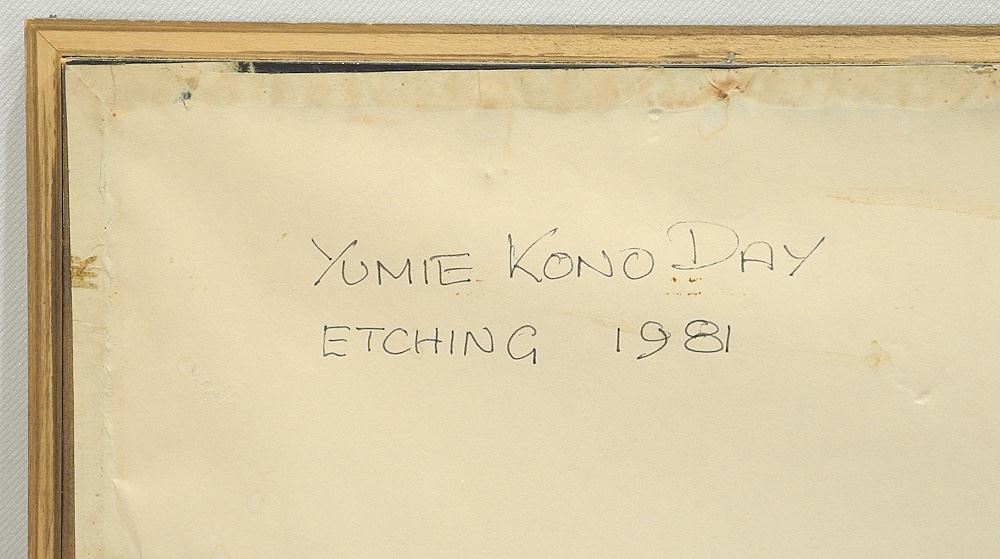 YUMIE KONO DAY
ETCHING 1981